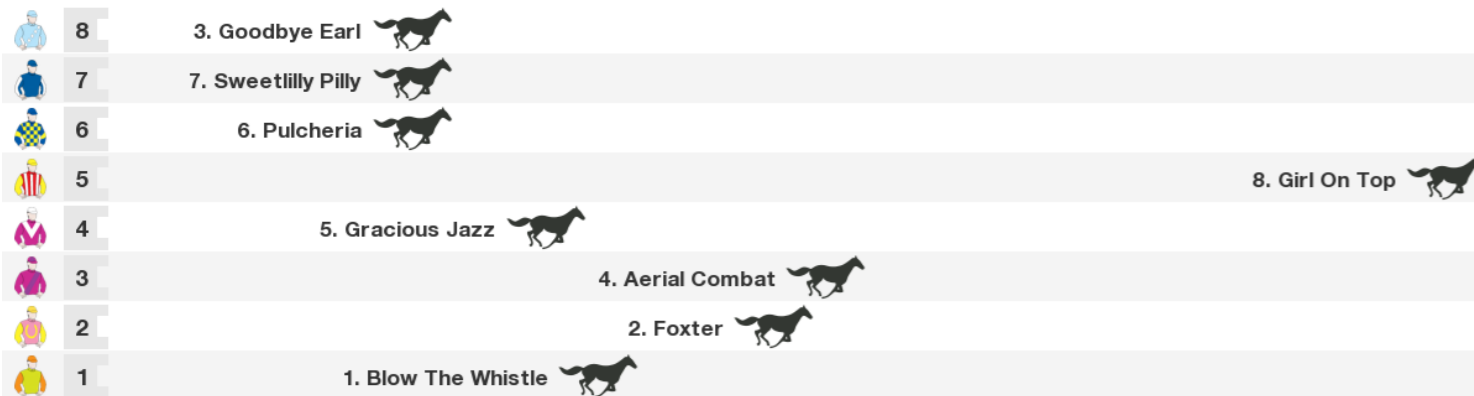 8 3. Goodbye Earl
7 7. Sweetlilly Pilly
6 6. Pulcheria
5 8. Girl On Top
4 5. Gracious Jazz
3 4. Aerial Combat
2 2. Foxter
1 1. Blow The Whistle